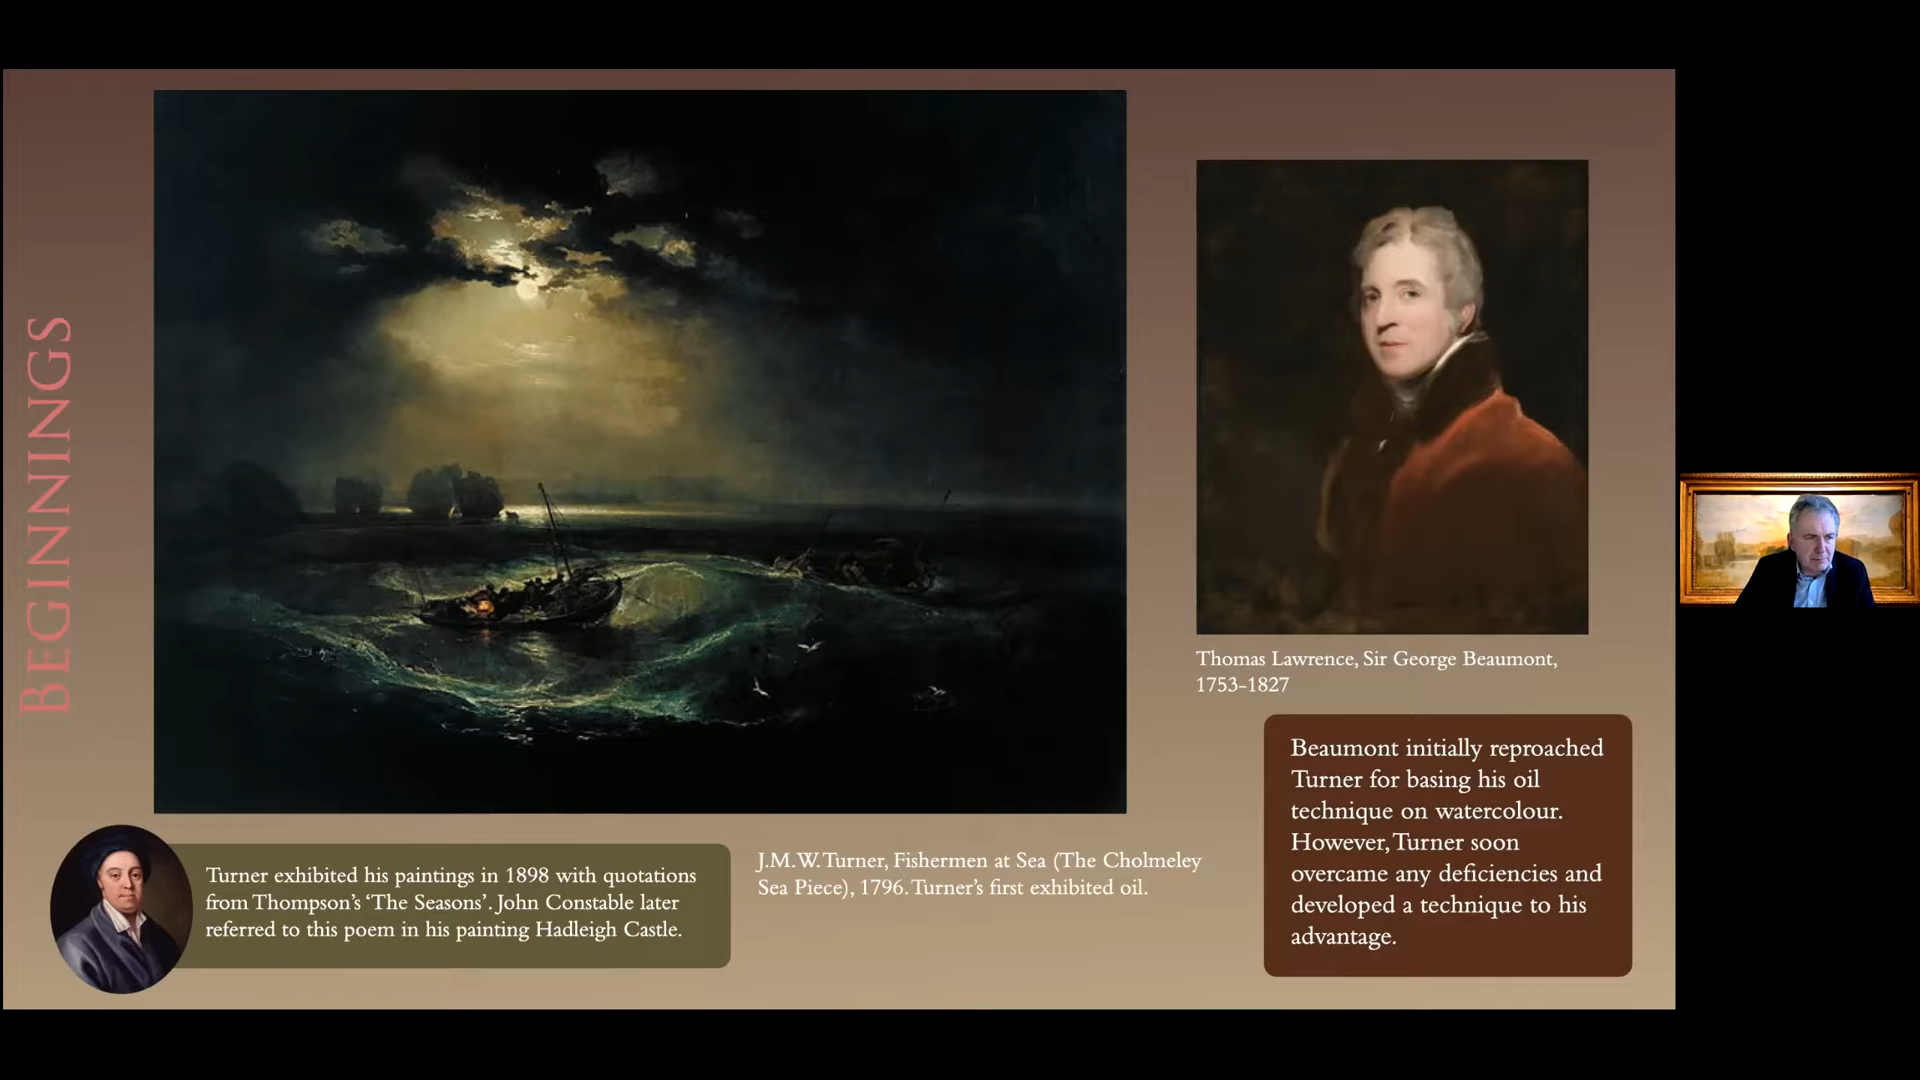 BEGINNINGS
Thomas Lawrence, Sir George Beaumont,
1753-1827
Beaumont initially reproached
Turner for basing his oil
technique on watercolour.
However, Turner soon
overcame any deficiencies and
developed a technique to his
advantage.
Turner exhibited his paintings in 1898 with quotations
from Thompson's ‘The Seasons’. John Constable later
referred to this poem in his painting Hadleigh Castle.
J.M.W. Turner, Fishermen at Sea (The Cholmeley
Sea Piece), 1796. Turner's first exhibited oil.